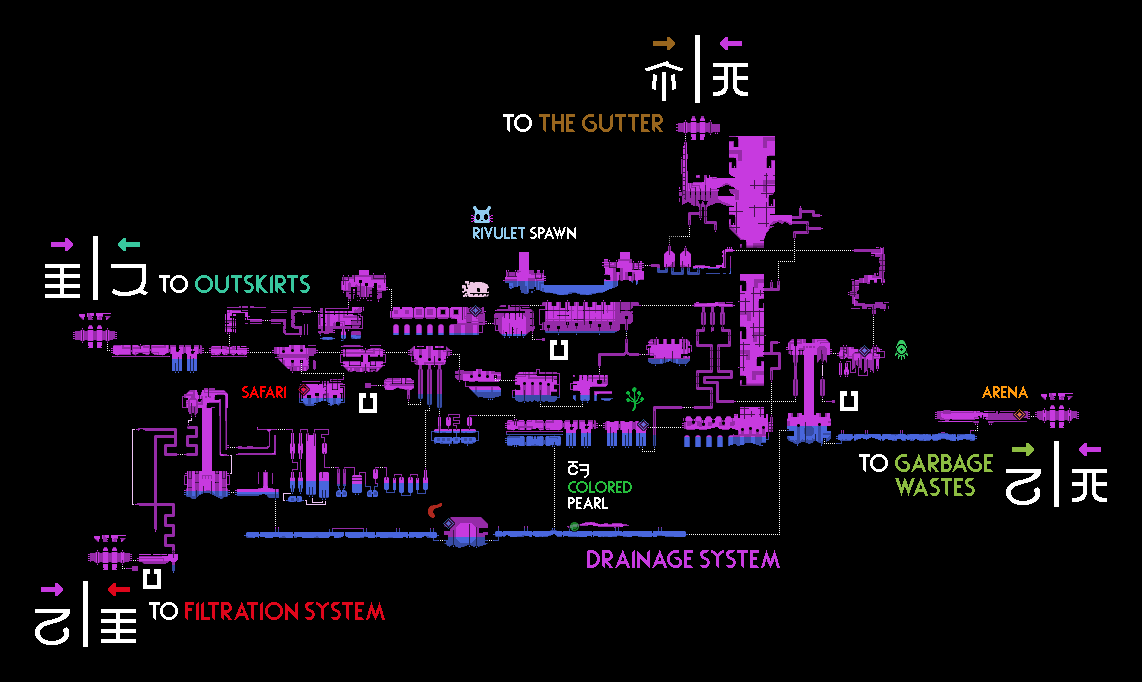 TO THE GUTTER
RIVULET SPAWN
TO OUTSKIRTS
SAFARI
ARENA
TO GARBAGE
WASTES
COLORED
PEARL
DRAINAGE SYSTEM
TO FILTRATION SYSTEM